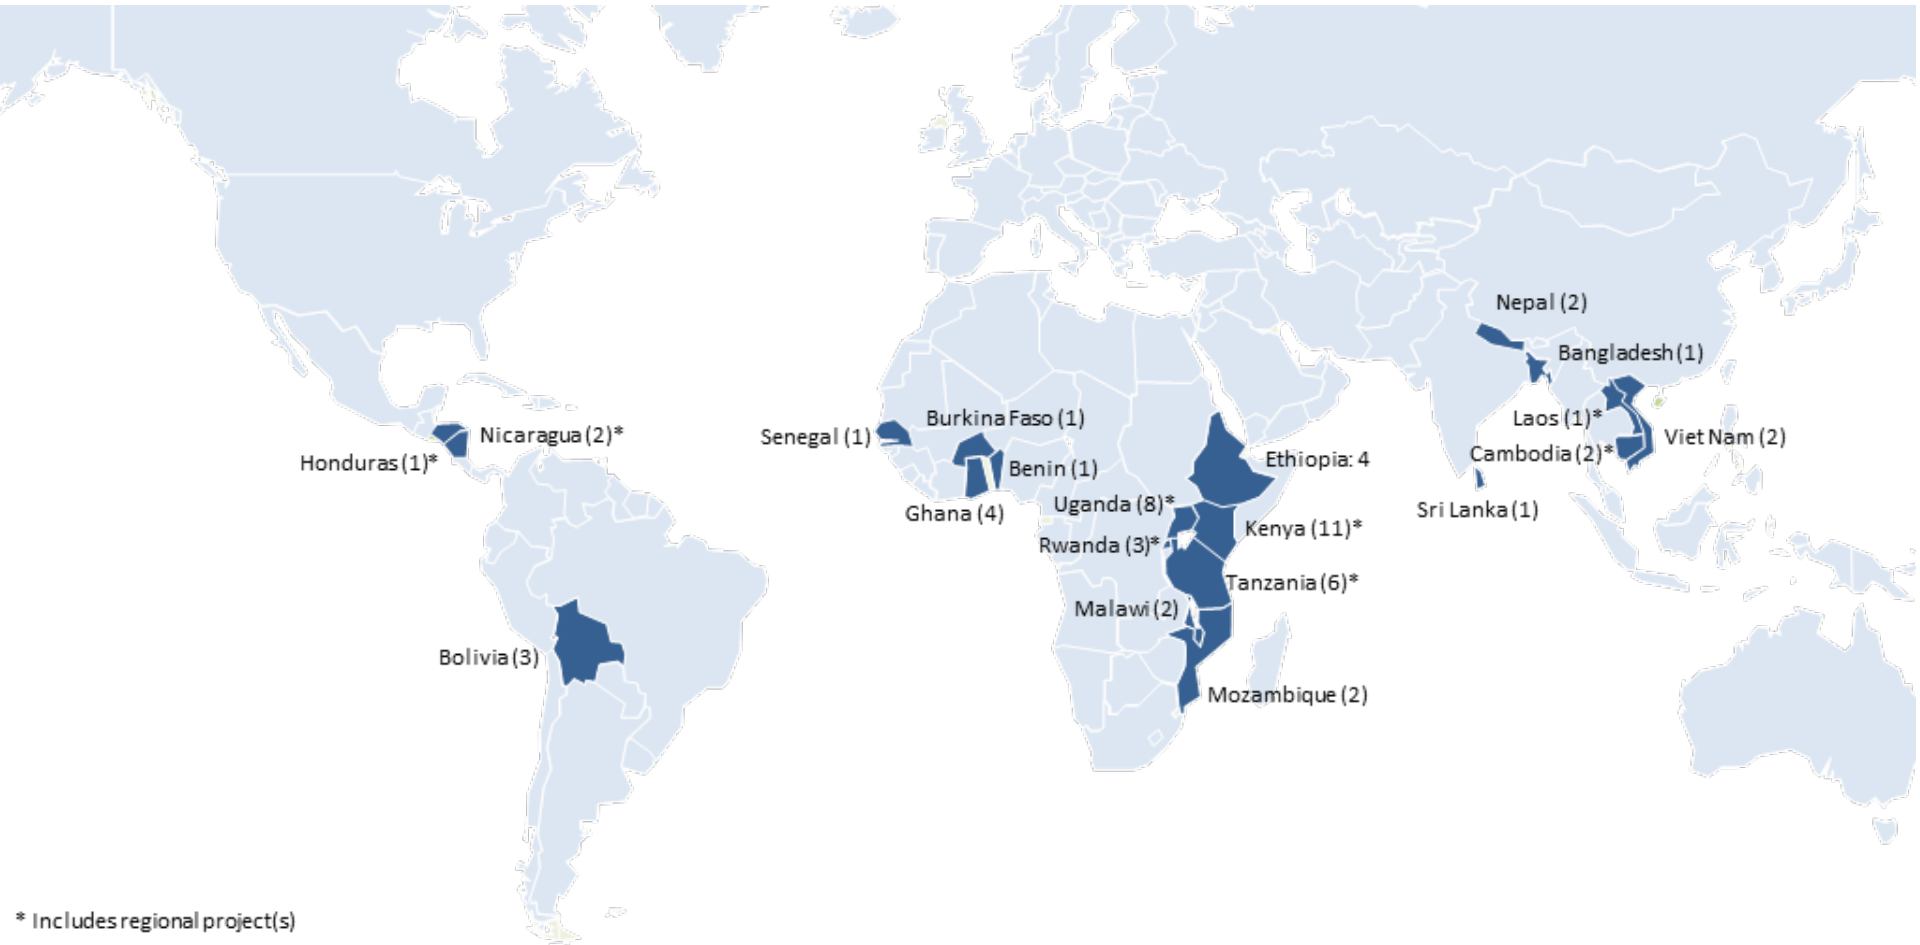 Nepal (2)
Bangladesh (1)
Laos (1)*
Viet Nam (2)
Cambodia (2)*
Sri Lanka (1)
Senegal (1)
Burkina Faso (1)
Benin (1)
Ghana (4)
Ethiopia: 4
Uganda (8)*
Kenya (11)*
Rwanda (3)*
Tanzania (6)*
Malawi (2)
Mozambique (2)
Nicaragua (2)*
Honduras (1)*
Bolivia (3)
* Includes regional project(s)